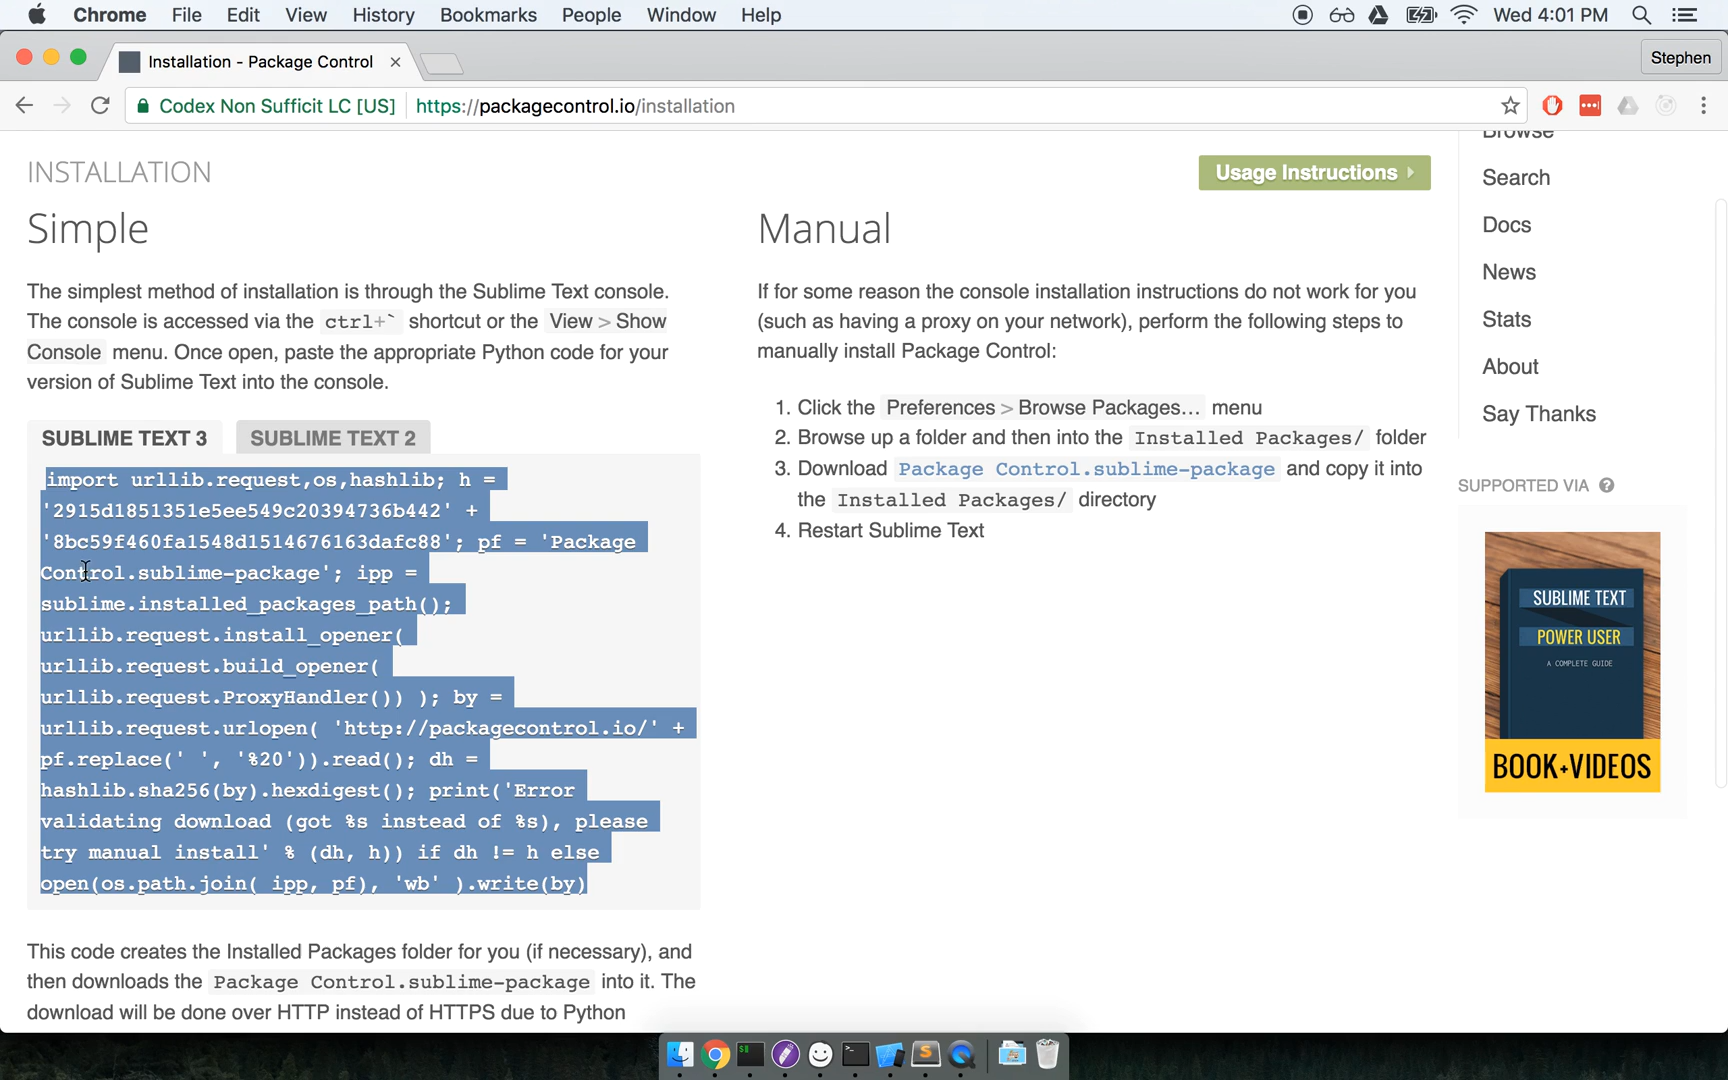 Chrome File Edit View History Bookmarks People Window Help Wed 4:01 PM
Installation - Package Control Stephen
Codex Non Sufficit LC [US] https://packagecontrol.io/installation
INSTALLATION
Usage Instructions
Simple
The simplest method of installation is through the Sublime Text console.
The console is accessed via the ctrl+` shortcut or the View > Show
Console menu. Once open, paste the appropriate Python code for your
version of Sublime Text into the console.
SUBLIME TEXT 3 SUBLIME TEXT 2
import urllib.request,os,hashlib; h =
'2915d1851351e5ee549c20394736b442' +
'8bc59f460fa1548d1514676163dafc88'; pf = 'Package
Control.sublime-package'; ipp =
sublime.installed_packages_path();
urllib.request.install_opener(
urllib.request.build_opener(
urllib.request.ProxyHandler()) ); by =
urllib.request.urlopen( 'http://packagecontrol.io/' +
pf.replace(' ', '%20')).read(); dh =
hashlib.sha256(by).hexdigest(); print('Error
validating download (got %s instead of %s), please
try manual install' % (dh, h)) if dh != h else
open(os.path.join( ipp, pf), 'wb' ).write(by)
This code creates the Installed Packages folder for you (if necessary), and
then downloads the Package Control.sublime-package into it. The
download will be done over HTTP instead of HTTPS due to Python
Manual
If for some reason the console installation instructions do not work for you
(such as having a proxy on your network), perform the following steps to
manually install Package Control:
1. Click the Preferences > Browse Packages... menu
2. Browse up a folder and then into the Installed Packages/ folder
3. Download Package Control.sublime-package and copy it into
the Installed Packages/ directory
4. Restart Sublime Text
Browse
Search
Docs
News
Stats
About
Say Thanks
SUPPORTED VIA ?
SUBLIME TEXT
POWER USER
A COMPLETE GUIDE
BOOK+VIDEOS